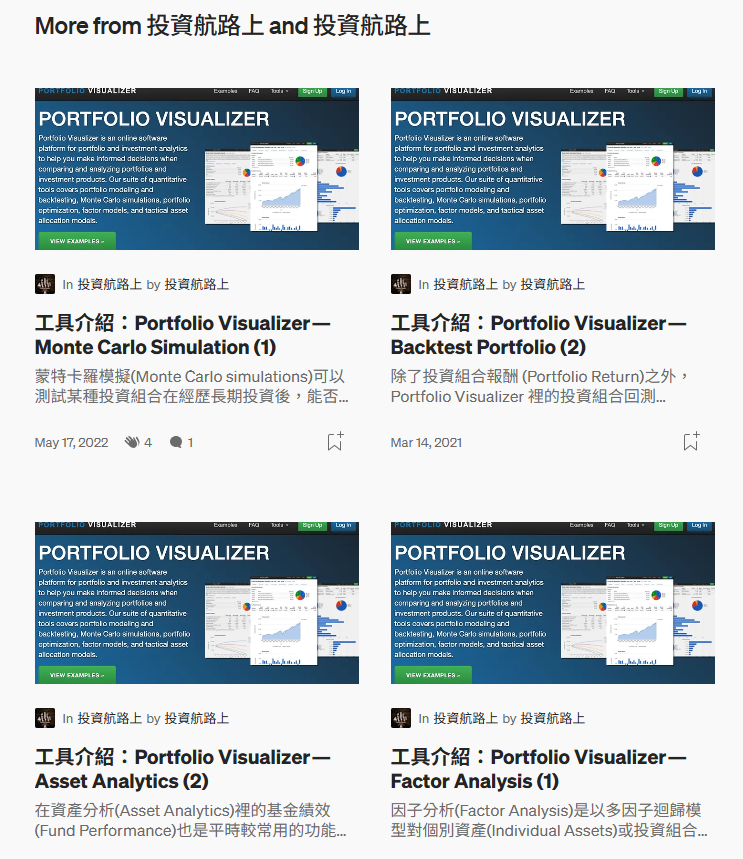 More from 投資航路上 and 投資航路上
PORTFOLIO VISUALIZER
Examples FAQ Tools Sign Up Log In
PORTFOLIO VISUALIZER
Portfolio Visualizer is an online software
platform for portfolio and investment analytics
to help you make informed decisions when
comparing and analyzing portfolios and
investment products. Our suite of quantitative
tools covers portfolio modeling and
backtesting, Monte Carlo simulations, portfolio
optimization, factor models, and tactical asset
allocation models.
VIEW EXAMPLES »
In 投資航路上 by 投資航路上
工具介紹：Portfolio Visualizer—
Monte Carlo Simulation (1)
蒙特卡羅模擬(Monte Carlo simulations)可以
測試某種投資組合在經歷長期投資後，能否...
May 17, 2022 4 1
PORTFOLIO VISUALIZER
Examples FAQ Tools Sign Up Log In
PORTFOLIO VISUALIZER
Portfolio Visualizer is an online software
platform for portfolio and investment analytics
to help you make informed decisions when
comparing and analyzing portfolios and
investment products. Our suite of quantitative
tools covers portfolio modeling and
backtesting, Monte Carlo simulations, portfolio
optimization, factor models, and tactical asset
allocation models.
VIEW EXAMPLES »
In 投資航路上 by 投資航路上
工具介紹：Portfolio Visualizer—
Backtest Portfolio (2)
除了投資組合報酬 (Portfolio Return)之外，
Portfolio Visualizer 裡的投資組合回測...
Mar 14, 2021
PORTFOLIO VISUALIZER
Examples FAQ Tools Sign Up Log In
PORTFOLIO VISUALIZER
Portfolio Visualizer is an online software
platform for portfolio and investment analytics
to help you make informed decisions when
comparing and analyzing portfolios and
investment products. Our suite of quantitative
tools covers portfolio modeling and
backtesting, Monte Carlo simulations, portfolio
optimization, factor models, and tactical asset
allocation models.
VIEW EXAMPLES »
In 投資航路上 by 投資航路上
工具介紹：Portfolio Visualizer—
Asset Analytics (2)
在資產分析(Asset Analytics)裡的基金績效
(Fund Performance)也是平時較常用的功能...
PORTFOLIO VISUALIZER
Examples FAQ Tools Sign Up Log In
PORTFOLIO VISUALIZER
Portfolio Visualizer is an online software
platform for portfolio and investment analytics
to help you make informed decisions when
comparing and analyzing portfolios and
investment products. Our suite of quantitative
tools covers portfolio modeling and
backtesting, Monte Carlo simulations, portfolio
optimization, factor models, and tactical asset
allocation models.
VIEW EXAMPLES »
In 投資航路上 by 投資航路上
工具介紹：Portfolio Visualizer—
Factor Analysis (1)
因子分析(Factor Analysis)是以多因子迴歸模
型對個別資產(Individual Assets)或投資組合...